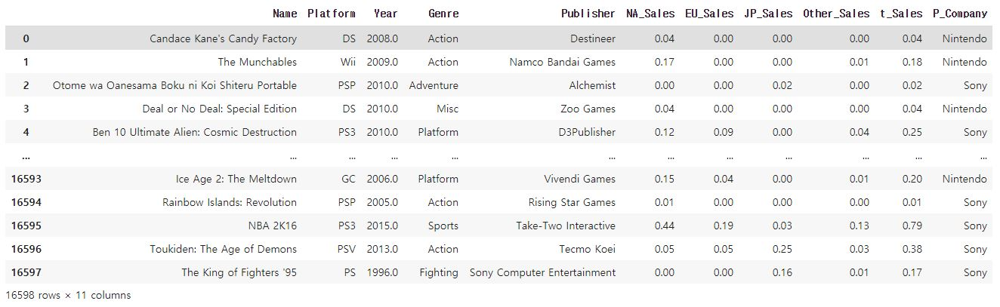 Name Platform Year Genre Publisher NA_Sales EU_Sales JP_Sales Other_Sales t_Sales P_Company
0 Candace Kane's Candy Factory DS 2008.0 Action Destineer 0.04 0.00 0.00 0.00 0.04 Nintendo
1 The Munchables Wii 2009.0 Action Namco Bandai Games 0.17 0.00 0.00 0.01 0.18 Nintendo
2 Otome wa Oanesama Boku ni Koi Shiteru Portable PSP 2010.0 Adventure Alchemist 0.00 0.00 0.02 0.00 0.02 Sony
3 Deal or No Deal: Special Edition DS 2010.0 Misc Zoo Games 0.04 0.00 0.00 0.00 0.04 Nintendo
4 Ben 10 Ultimate Alien: Cosmic Destruction PS3 2010.0 Platform D3Publisher 0.12 0.09 0.00 0.04 0.25 Sony
... ... ... ... ... ... ... ... ... ... ... ...
16593 Ice Age 2: The Meltdown GC 2006.0 Platform Vivendi Games 0.15 0.04 0.00 0.01 0.20 Nintendo
16594 Rainbow Islands: Revolution PSP 2005.0 Action Rising Star Games 0.01 0.00 0.00 0.00 0.01 Sony
16595 NBA 2K16 PS3 2015.0 Sports Take-Two Interactive 0.44 0.19 0.03 0.13 0.79 Sony
16596 Toukiden: The Age of Demons PSV 2013.0 Action Tecmo Koei 0.05 0.05 0.25 0.03 0.38 Sony
16597 The King of Fighters '95 PS 1996.0 Fighting Sony Computer Entertainment 0.00 0.00 0.16 0.01 0.17 Sony
16598 rows × 11 columns